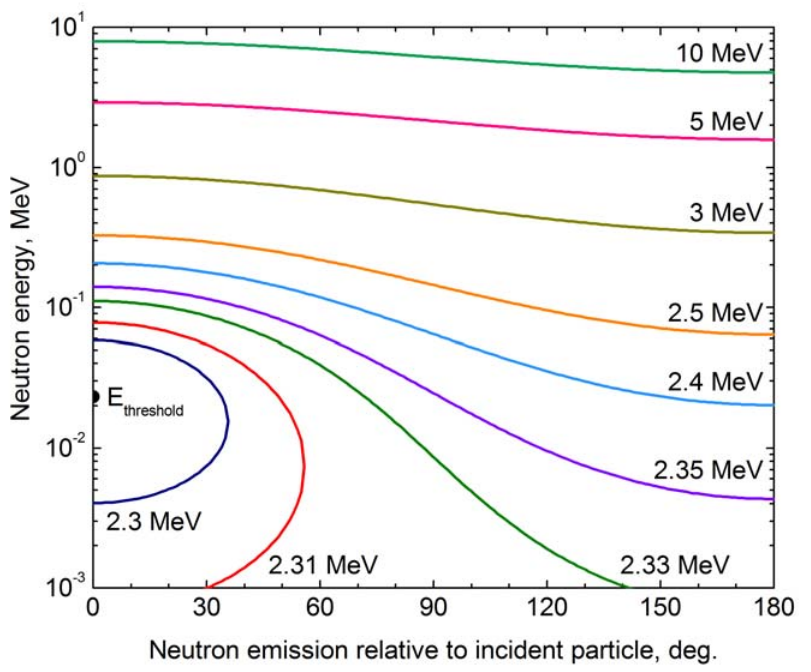 10¹
10 MeV
5 MeV
10⁰
3 MeV
2.5 MeV
10⁻¹
2.4 MeV
E threshold
10⁻²
2.35 MeV
2.3 MeV
2.31 MeV
2.33 MeV
10⁻³
0 30 60 90 120 150 180
Neutron energy, MeV
Neutron emission relative to incident particle, deg.